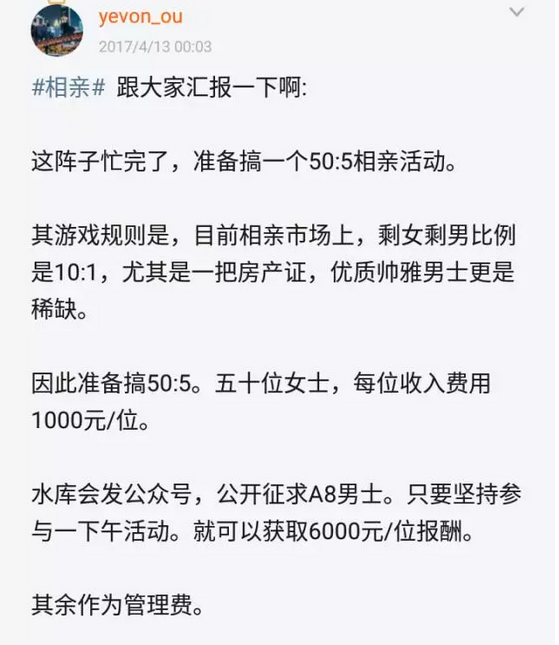 yevon_ou
2017/4/13 00:03
#相亲# 跟大家汇报一下啊:
这阵子忙完了，准备搞一个50:5相亲活动。
其游戏规则是，目前相亲市场上，剩女剩男比例
是10:1，尤其是一把房产证，优质帅雅男士更是
稀缺。
因此准备搞50:5。五十位女士，每位收入费用
1000元/位。
水库会发公众号，公开征求A8男士。只要坚持参
与一下午活动。就可以获取6000元/位报酬。
其余作为管理费。